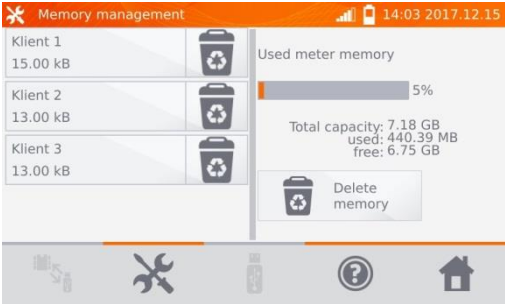 Memory management
14:03 2017.12.15
Klient 1
15.00 kB
Klient 2
13.00 kB
Klient 3
13.00 kB
Used meter memory
5%
Total capacity: 7.18 GB
used: 440.39 MB
free: 6.75 GB
Delete
memory
?